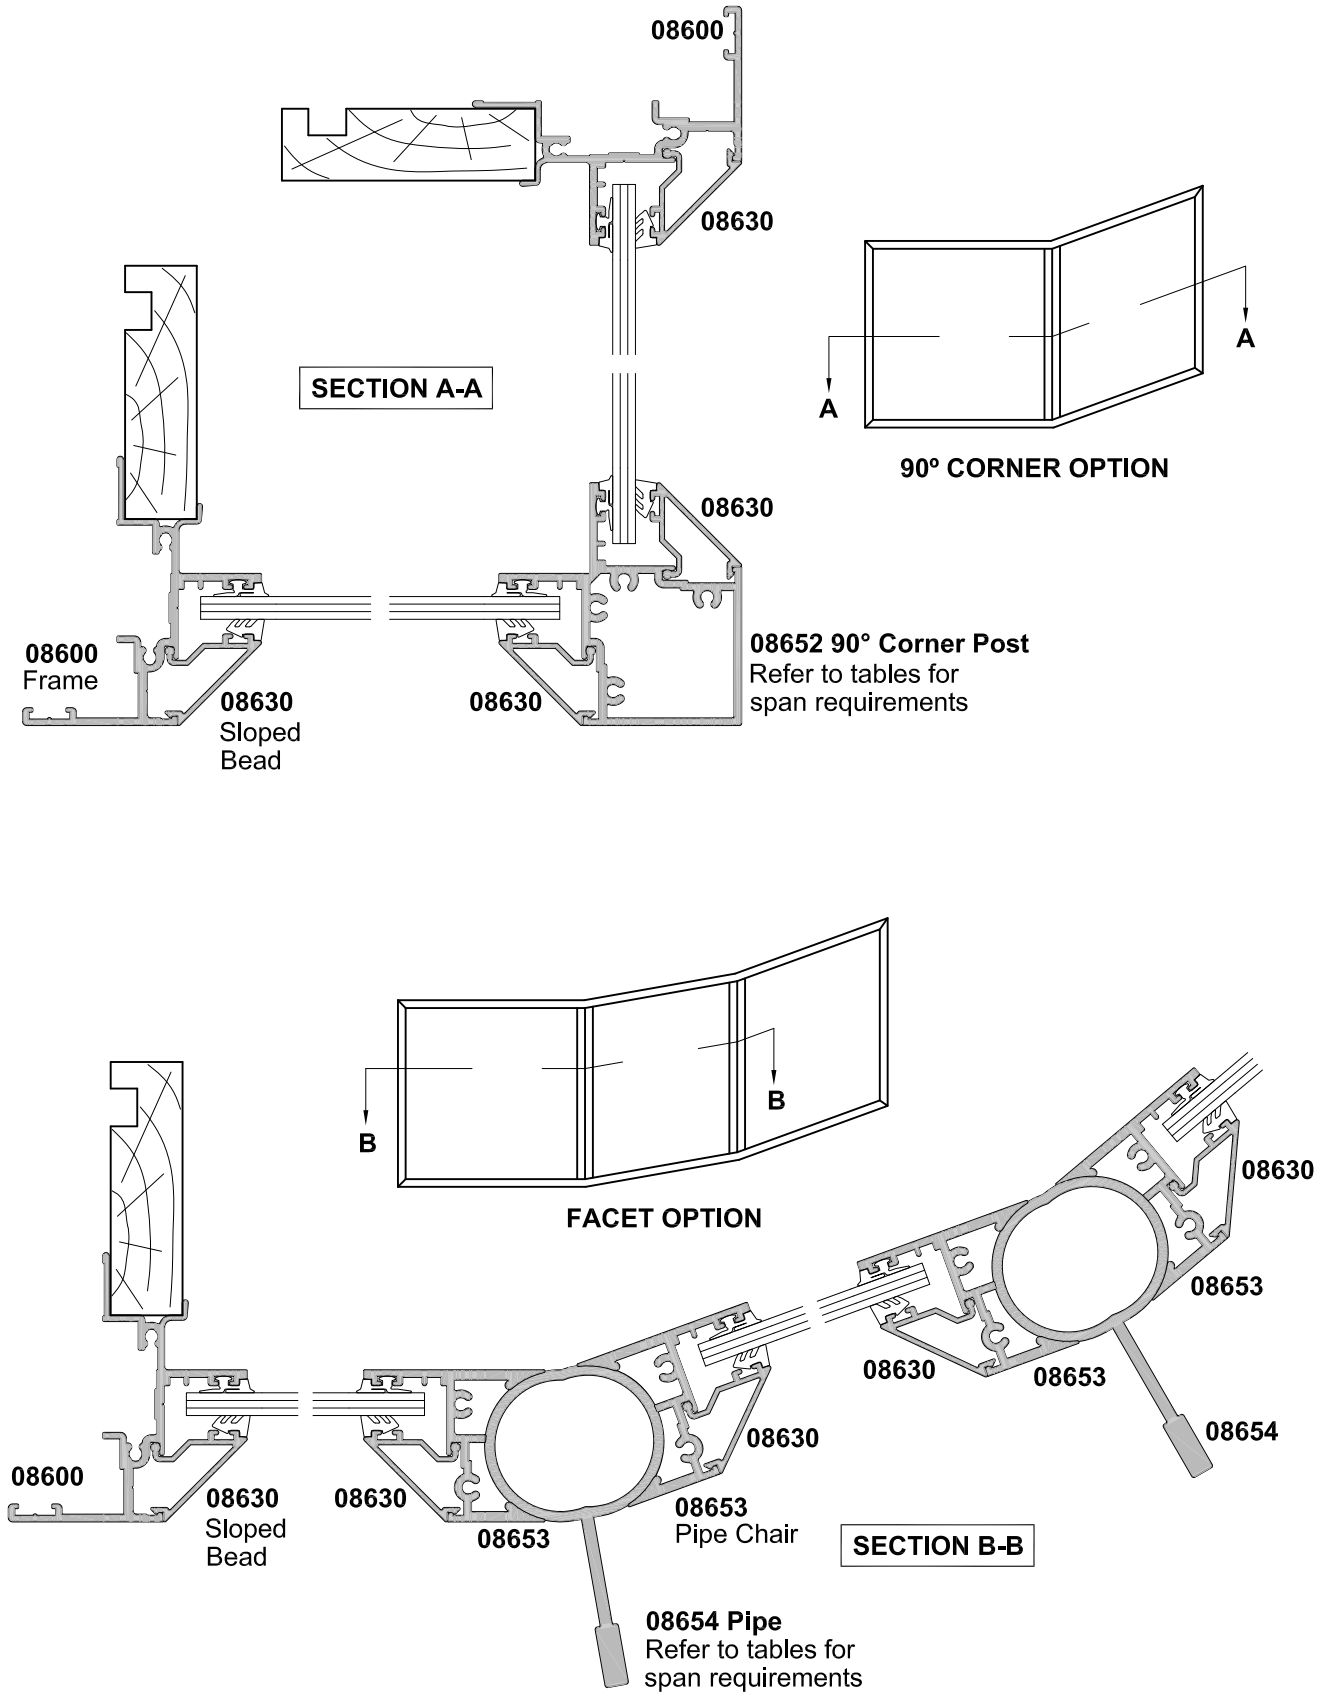 08600
08630
SECTION A-A
A
A
90º CORNER OPTION
08630
08600
Frame
08630
Sloped
Bead
08630
08652 90° Corner Post
Refer to tables for
span requirements
B
B
FACET OPTION
08630
08653
08630
08653
08654
08600
08630
Sloped
Bead
08630
08653
08630
08653
Pipe Chair
SECTION B-B
08654 Pipe
Refer to tables for
span requirements